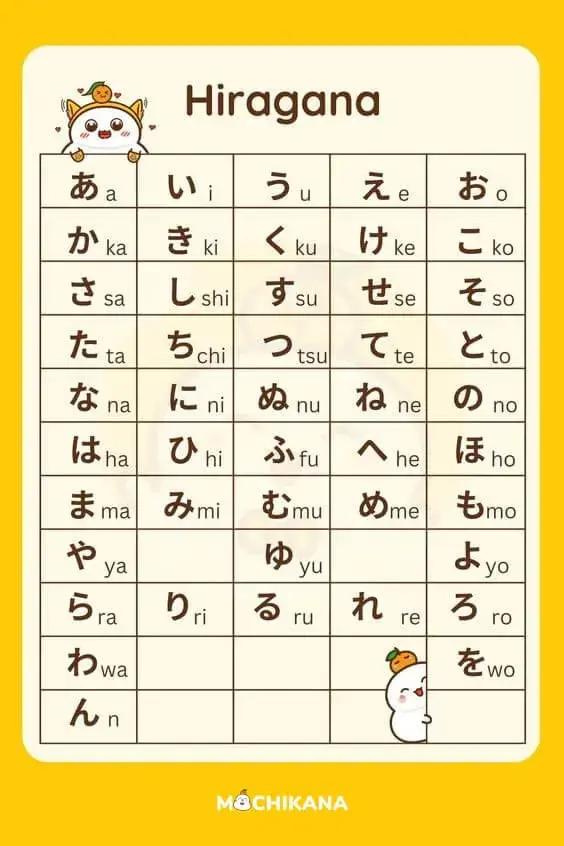 Hiragana
あ a い i う u え e お o
か ka き ki く ku け ke こ ko
さ sa し shi す su せ se そ so
た ta ち chi つ tsu て te と to
な na に ni ぬ nu ね ne の no
は ha ひ hi ふ fu へ he ほ ho
ま ma み mi む mu め me も mo
や ya ゆ yu よ yo
ら ra り ri る ru れ re ろ ro
わ wa を wo
ん n
MOCHIKANA